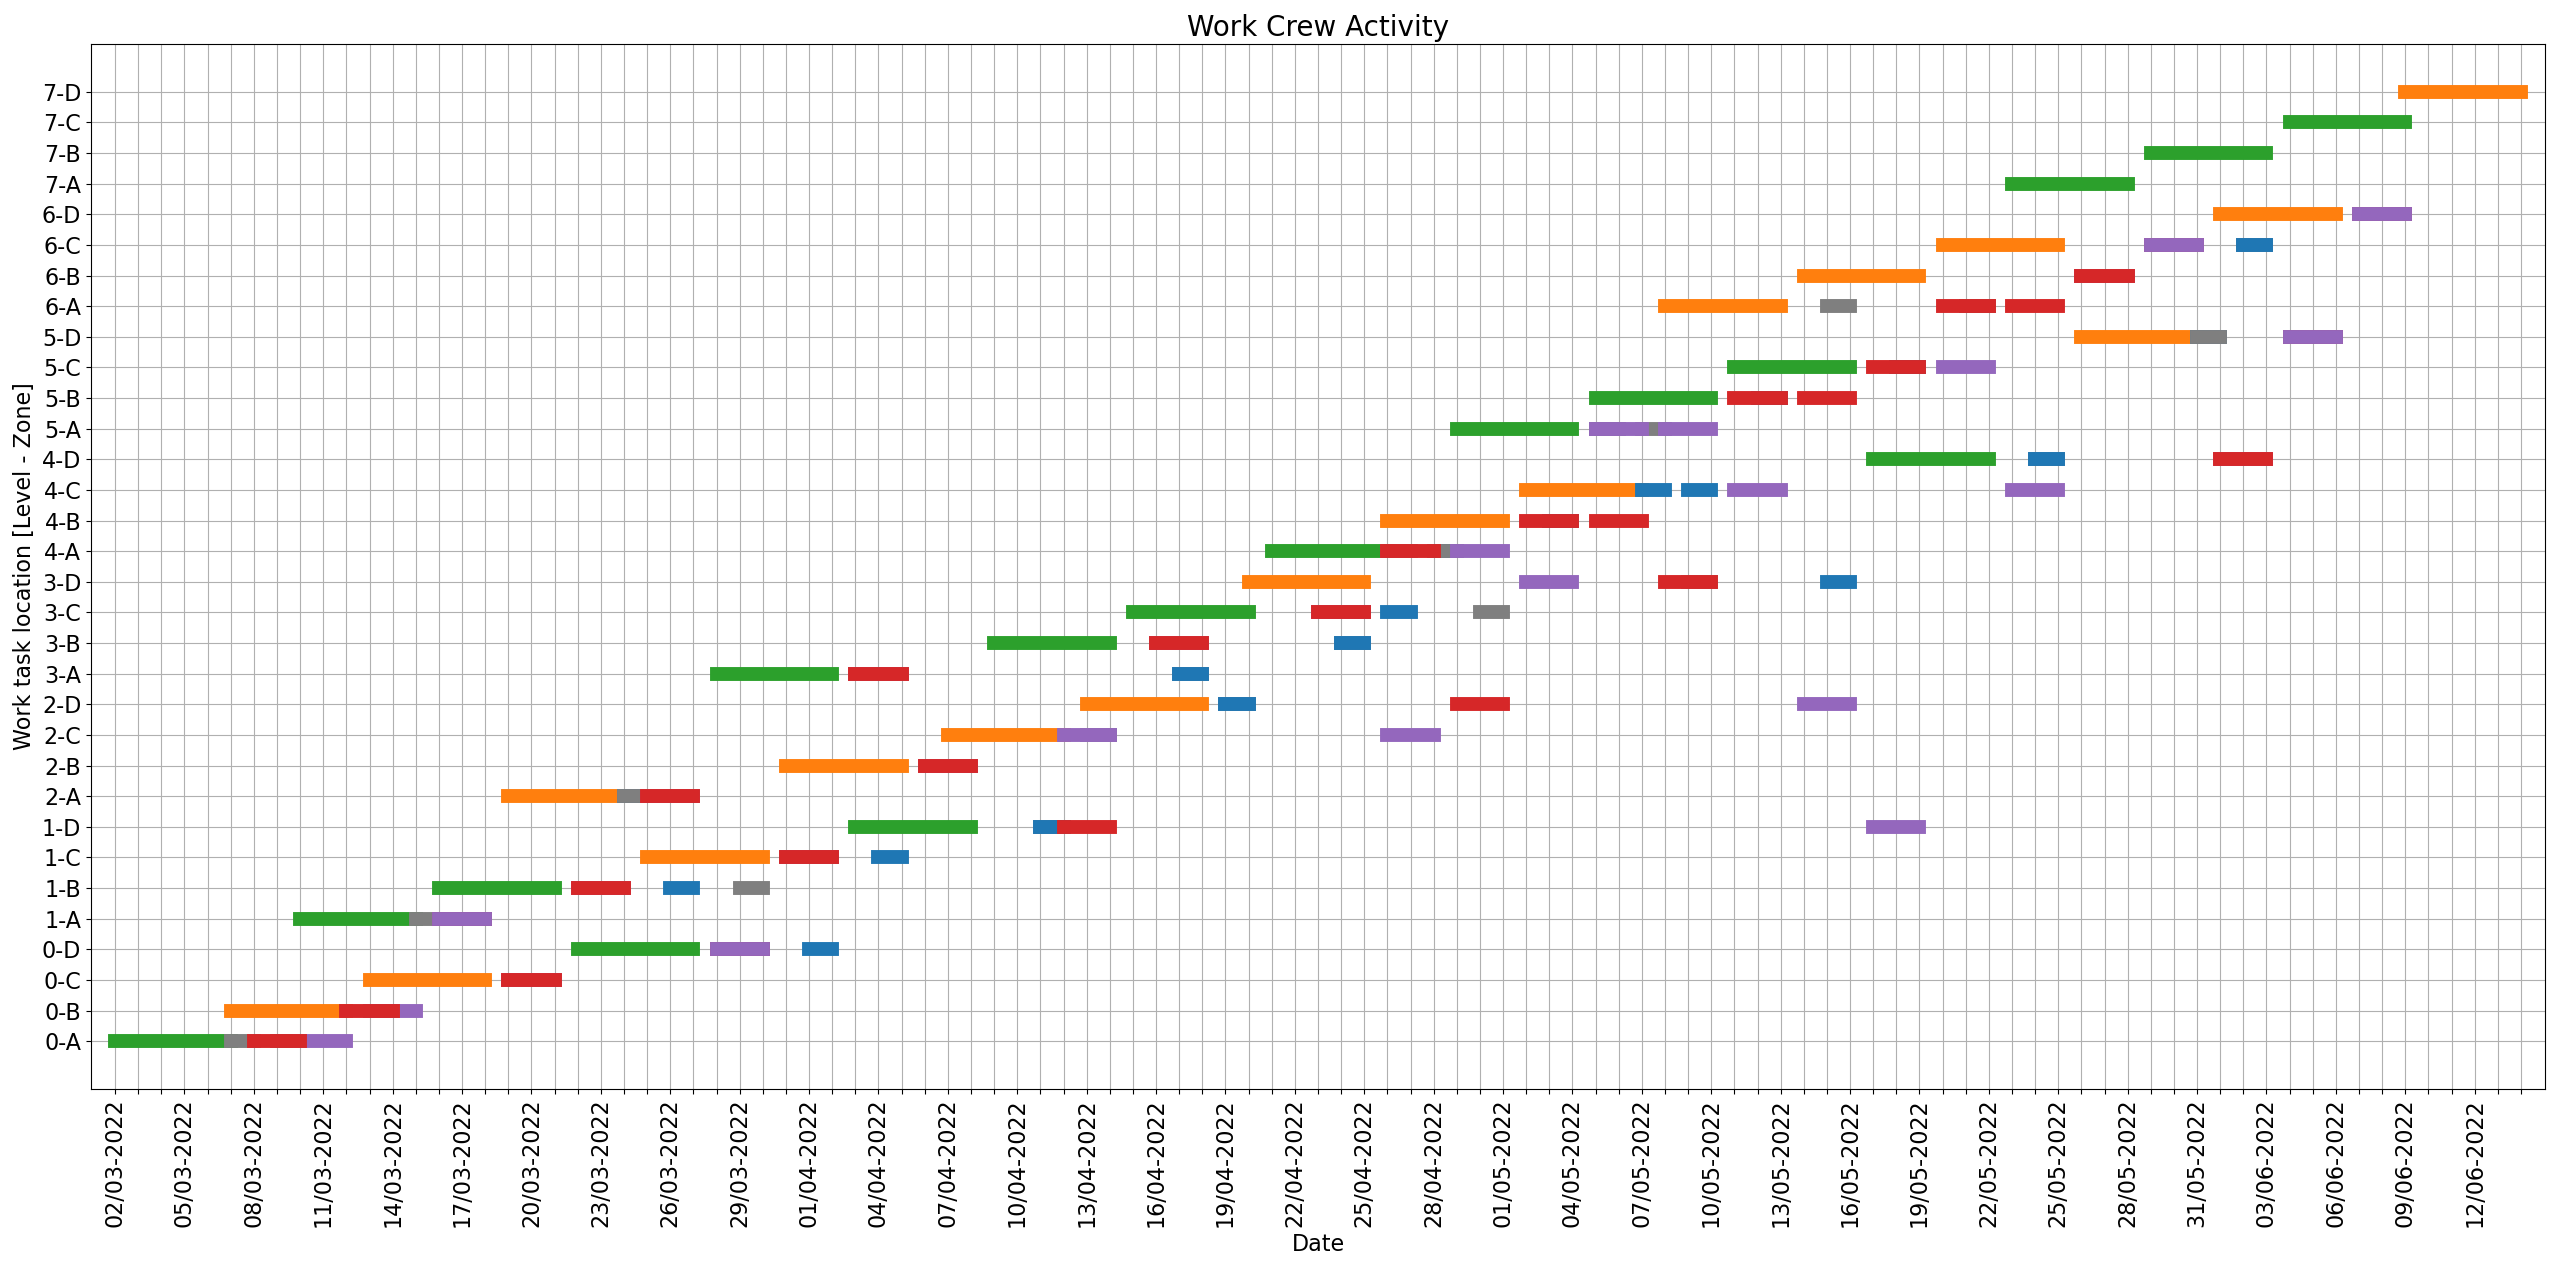 Work Crew Activity
Work task location [Level - Zone]
7-D
7-C
7-B
7-A
6-D
6-C
6-B
6-A
5-D
5-C
5-B
5-A
4-D
4-C
4-B
4-A
3-D
3-C
3-B
3-A
2-D
2-C
2-B
2-A
1-D
1-C
1-B
1-A
0-D
0-C
0-B
0-A
02/03-2022
05/03-2022
08/03-2022
11/03-2022
14/03-2022
17/03-2022
20/03-2022
23/03-2022
26/03-2022
29/03-2022
01/04-2022
04/04-2022
07/04-2022
10/04-2022
13/04-2022
16/04-2022
19/04-2022
22/04-2022
25/04-2022
28/04-2022
01/05-2022
04/05-2022
07/05-2022
10/05-2022
13/05-2022
16/05-2022
19/05-2022
22/05-2022
25/05-2022
28/05-2022
31/05-2022
03/06-2022
06/06-2022
09/06-2022
12/06-2022
Date